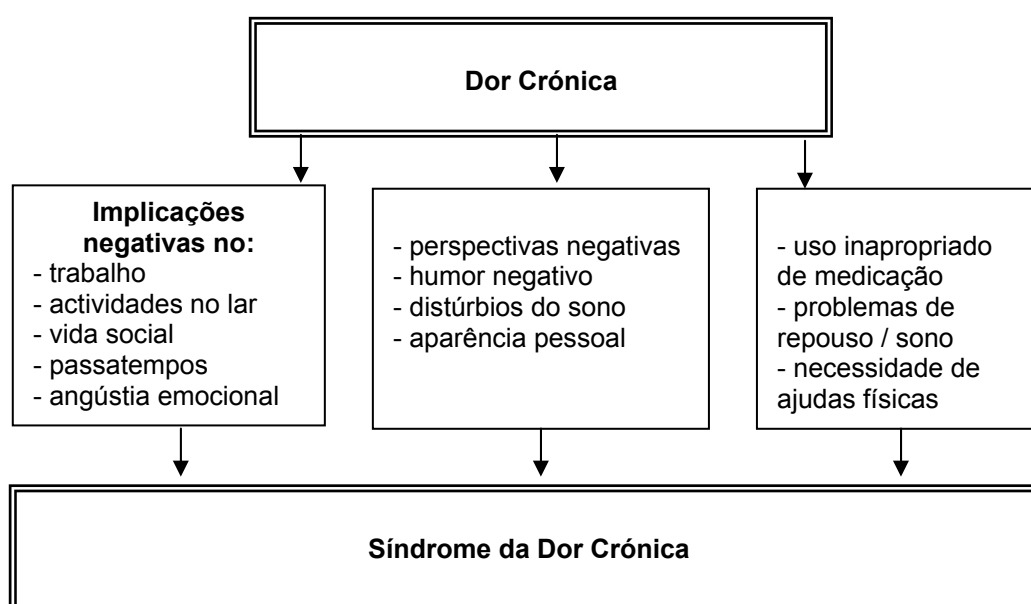 Dor Crónica
Implicações
negativas no:
- trabalho
- actividades no lar
- vida social
- passatempos
- angústia emocional
- perspectivas negativas
- humor negativo
- distúrbios do sono
- aparência pessoal
- uso inapropriado
de medicação
- problemas de
repouso / sono
- necessidade de
ajudas físicas
Síndrome da Dor Crónica